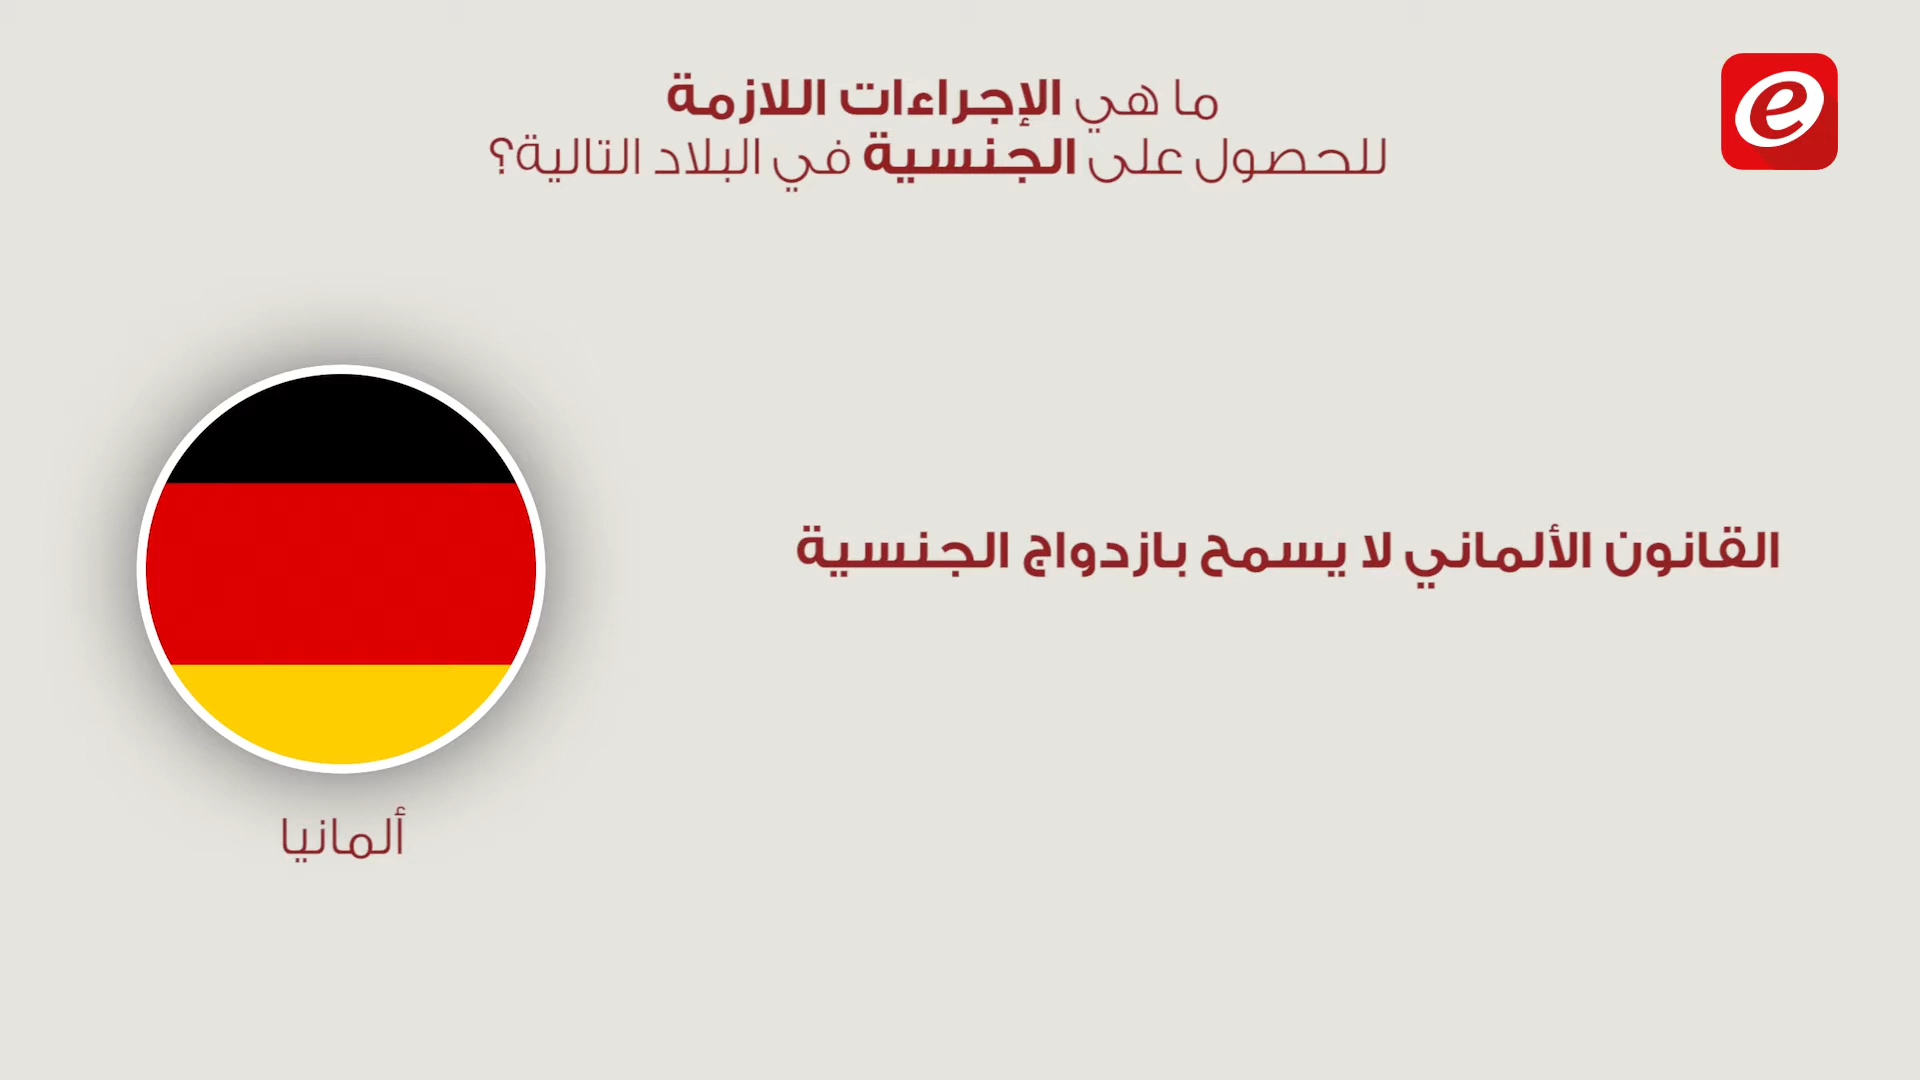 ما هي الإجراءات اللازمة
للحصول على الجنسية في البلاد التالية؟
القانون الألماني لا يسمح بازدواج الجنسية
ألمانيا